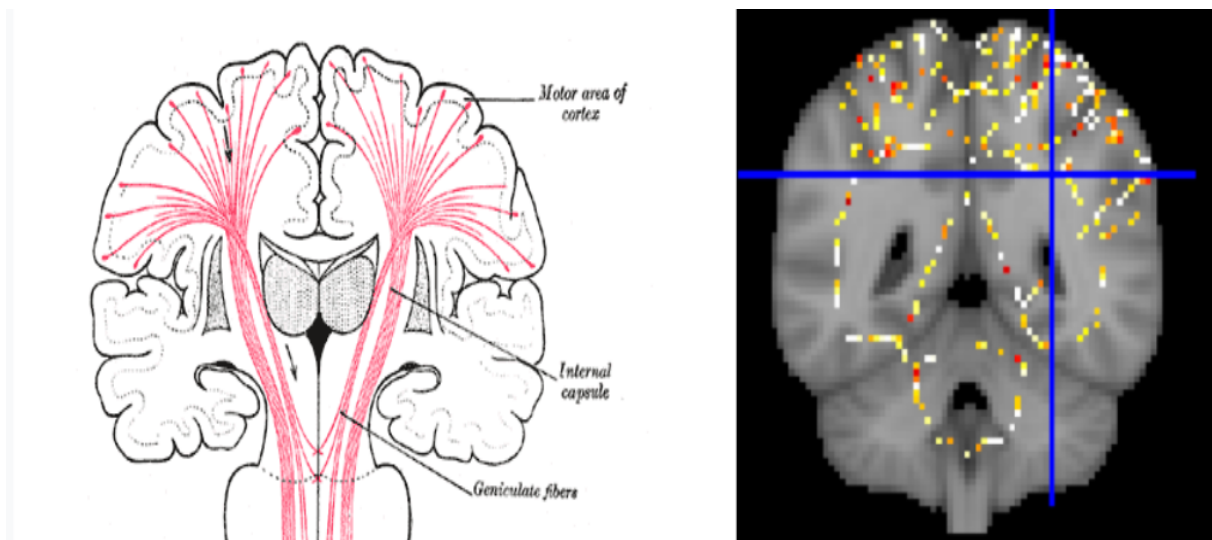 Motor area of
cortex
Internal
capsule
Geniculate fibers